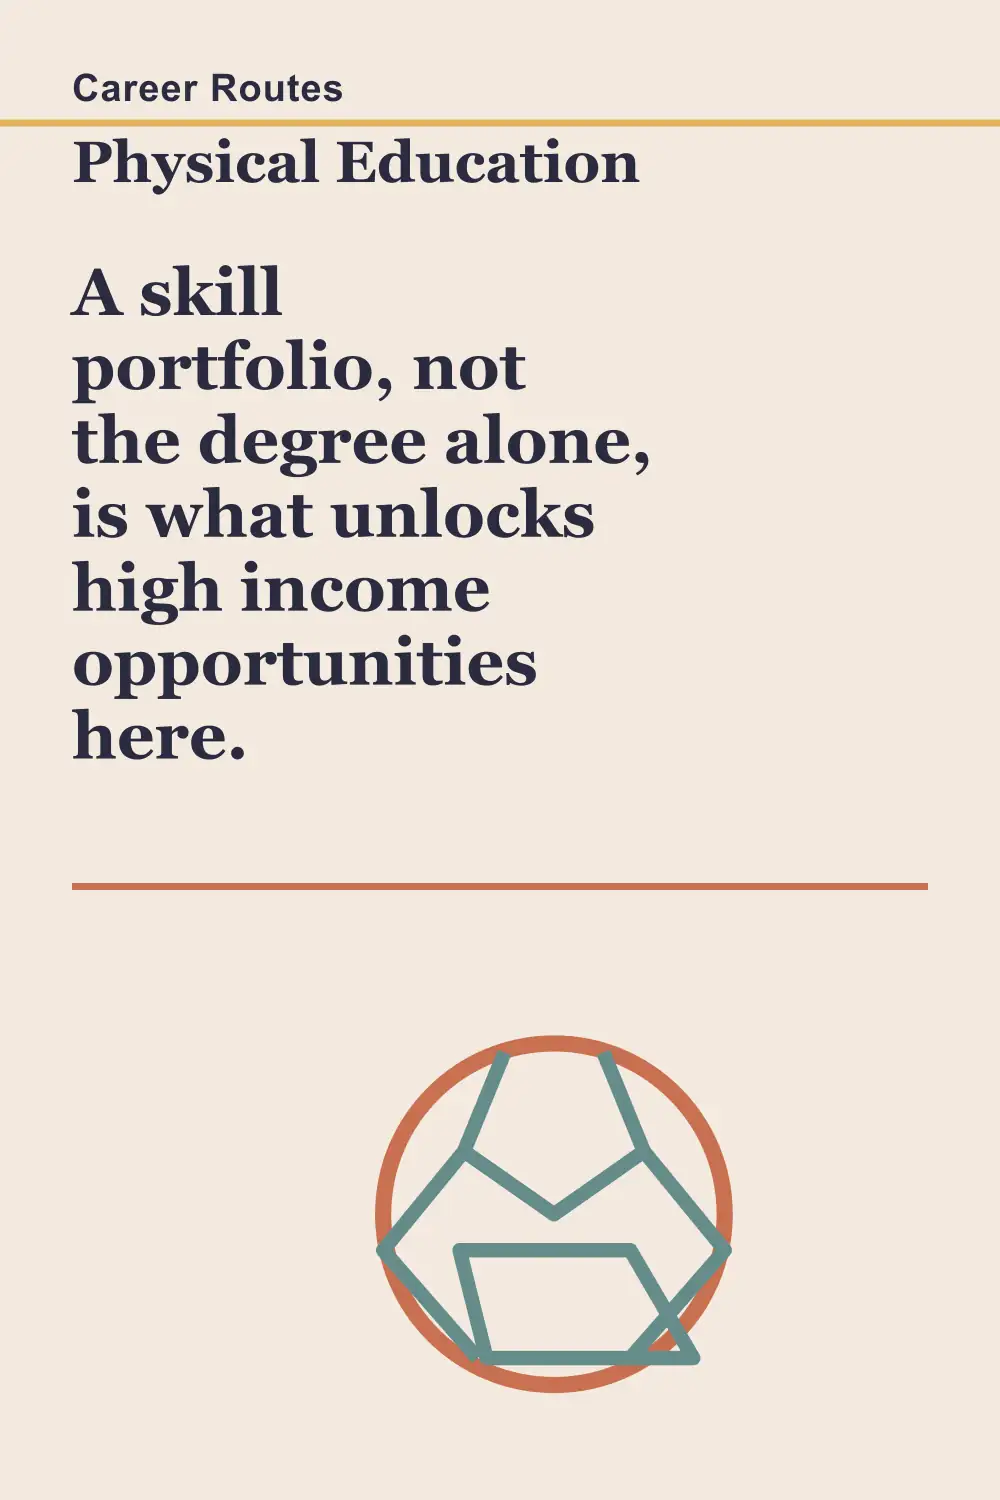 Career Routes
Physical Education
A skill
portfolio, not
the degree alone,
is what unlocks
high income
opportunities
here.